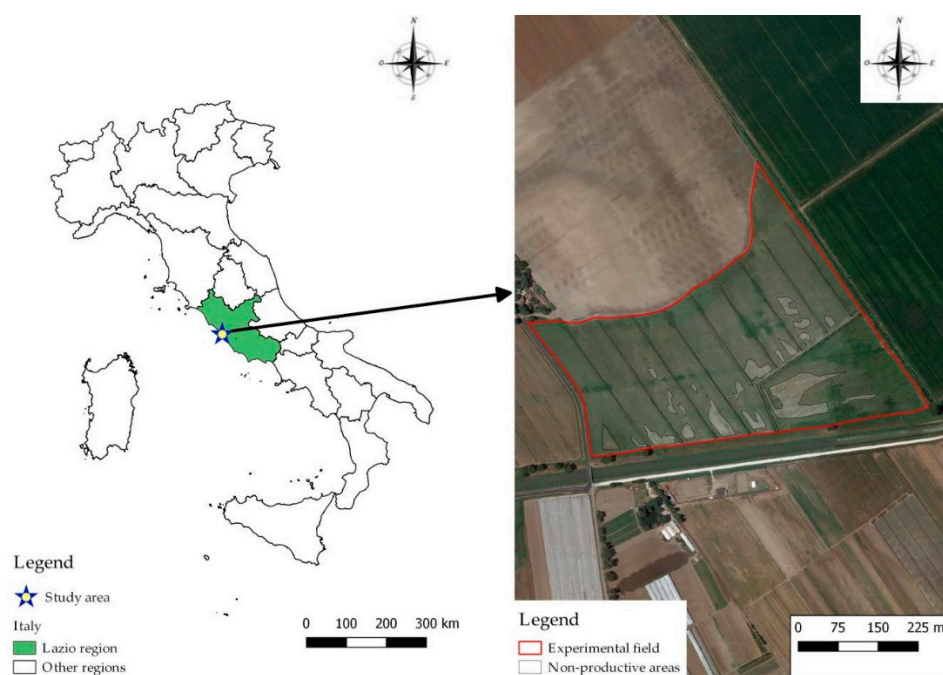 N
O E
S
N
O E
S
Legend
Study area
Italy
Lazio region
Other regions
0 100 200 300 km
Legend
Experimental field
Non-productive areas
0 75 150 225 m